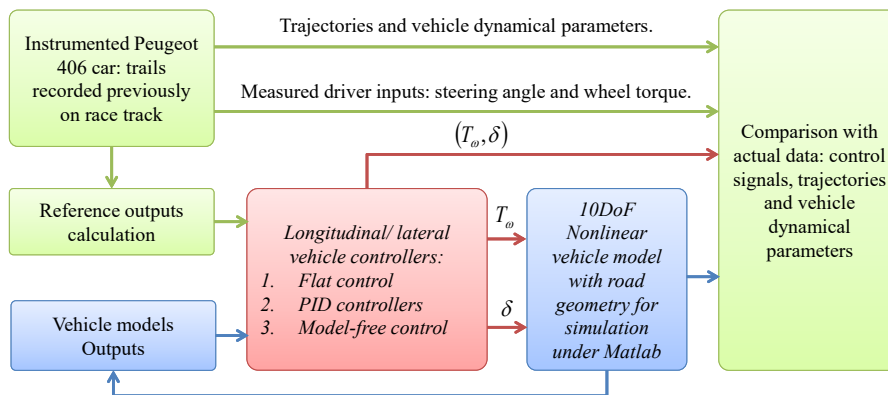 Instrumented Peugeot
406 car: trails
recorded previously
on race track
Trajectories and vehicle dynamical parameters.
Measured driver inputs: steering angle and wheel torque.
(T_ω, δ)
Reference outputs
calculation
Longitudinal/ lateral
vehicle controllers:
1. Flat control
2. PID controllers
3. Model-free control
T_ω
δ
10DoF
Nonlinear
vehicle model
with road
geometry for
simulation
under Matlab
Vehicle models
Outputs
Comparison with
actual data: control
signals, trajectories
and vehicle
dynamical
parameters